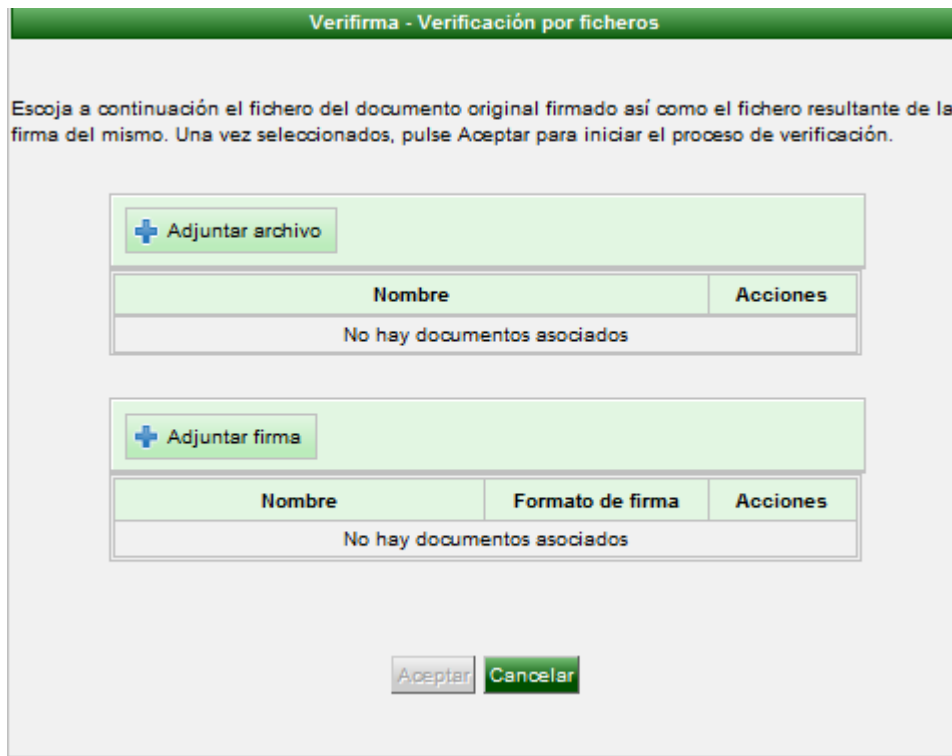 Verifirma - Verificación por ficheros
Escoja a continuación el fichero del documento original firmado así como el fichero resultante de la
firma del mismo. Una vez seleccionados, pulse Aceptar para iniciar el proceso de verificación.
Adjuntar archivo
Nombre Acciones
No hay documentos asociados
Adjuntar firma
Nombre Formato de firma Acciones
No hay documentos asociados
Aceptar Cancelar